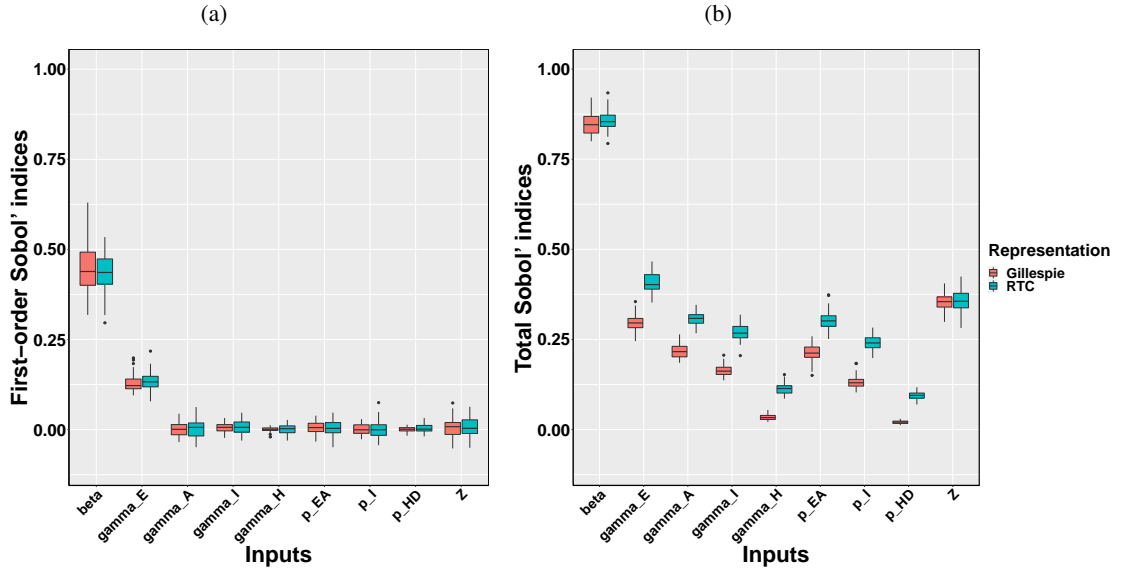 (a)
(b)
First−order Sobol' indices
1.00
0.75
0.50
0.25
0.00
beta
gamma_E
gamma_A
gamma_I
gamma_H
p_EA
p_I
p_HD
Z
Inputs
Total Sobol' indices
1.00
0.75
0.50
0.25
0.00
beta
gamma_E
gamma_A
gamma_I
gamma_H
p_EA
p_I
p_HD
Z
Inputs
Representation
Gillespie
RTC